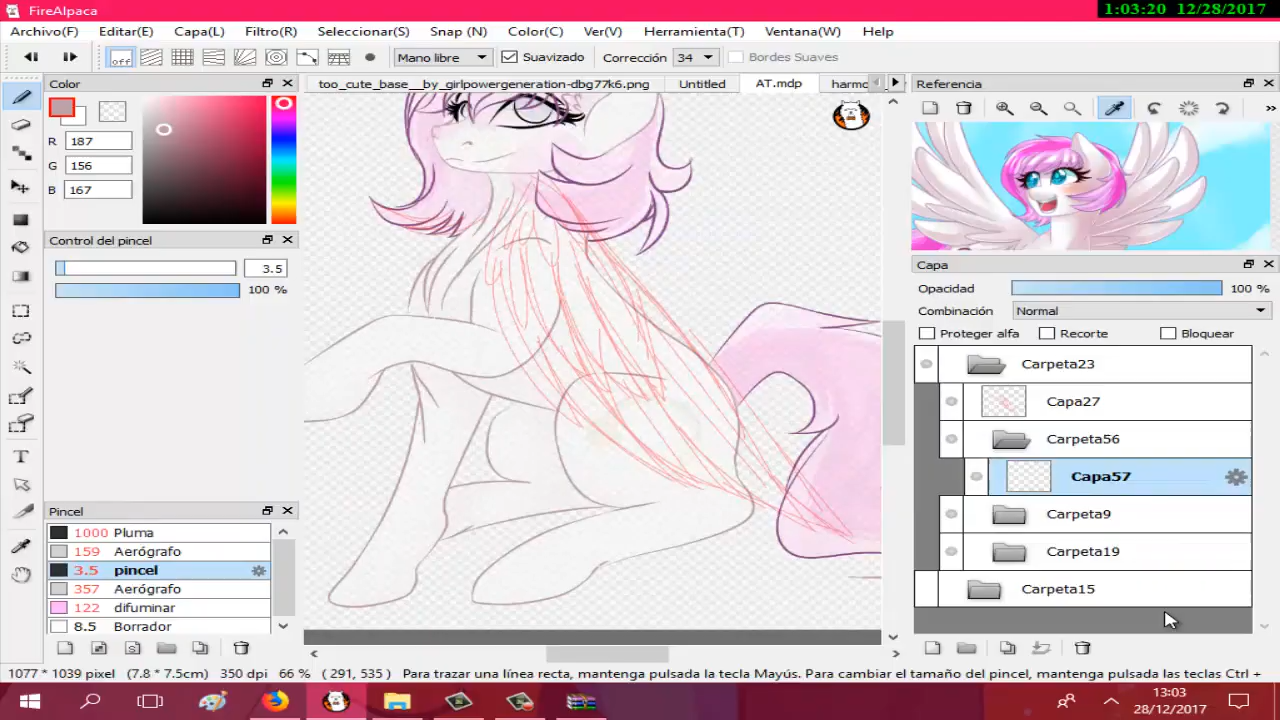 FireAlpaca
1:03:20 12/28/2017
Archivo(F) Editar(E) Capa(L) Filtro(R) Seleccionar(S) Snap (N) Color(C) Ver(V) Herramienta(T) Ventana(W) Help
off Mano libre Suavizado Corrección 34 Bordes Suaves
Color
too_cute_base__by_girlpowergeneration-dbg77k6.png Untitled AT.mdp harmo
Referencia
R 187
G 156
B 167
Control del pincel
3.5
100 %
Capa
Opacidad 100 %
Combinación Normal
Proteger alfa Recorte Bloquear
Carpeta23
Capa27
Carpeta56
Capa57
Carpeta9
Carpeta19
Carpeta15
Pincel
1000 Pluma
159 Aerógrafo
3.5 pincel
357 Aerógrafo
122 difuminar
8.5 Borrador
1077 * 1039 pixel (7.8 * 7.5cm) 350 dpi 66 % ( 291, 535 ) Para trazar una línea recta, mantenga pulsada la tecla Mayús. Para cambiar el tamaño del pincel, mantenga pulsadas las teclas Ctrl +
13:03
28/12/2017